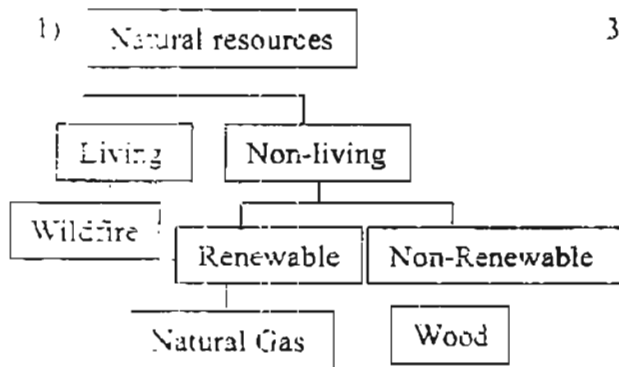 1) Natural resources 3
Living Non-living
Wildfire
Renewable Non-Renewable
Natural Gas Wood